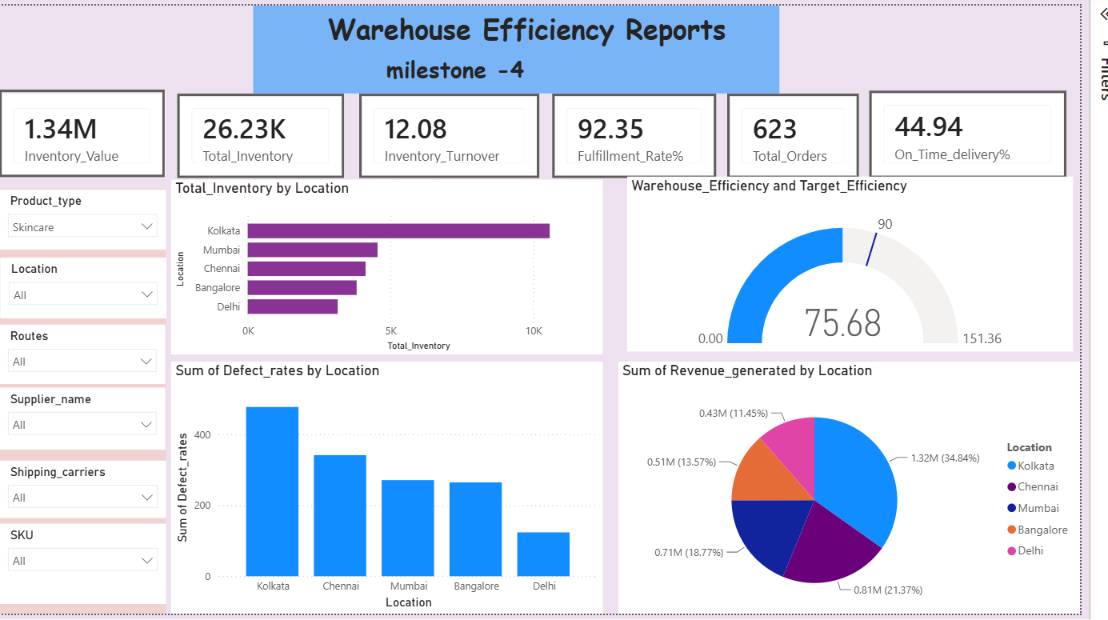 Warehouse Efficiency Reports
milestone -4
1.34M
Inventory_Value
26.23K
Total_Inventory
12.08
Inventory_Turnover
92.35
Fulfillment_Rate%
623
Total_Orders
44.94
On_Time_delivery%
Product_type
Skincare
Location
All
Routes
All
Supplier_name
All
Shipping_carriers
All
SKU
All
Total_Inventory by Location
Location
Kolkata
Mumbai
Chennai
Bangalore
Delhi
0K 5K 10K
Total_Inventory
Warehouse_Efficiency and Target_Efficiency
90
75.68
0.00
151.36
Sum of Defect_rates by Location
Sum of Defect_rates
400
200
0
Kolkata Chennai Mumbai Bangalore Delhi
Location
Sum of Revenue_generated by Location
0.43M (11.45%)
1.32M (34.84%)
0.51M (13.57%)
0.71M (18.77%)
0.81M (21.37%)
Location
Kolkata
Chennai
Mumbai
Bangalore
Delhi
Filters